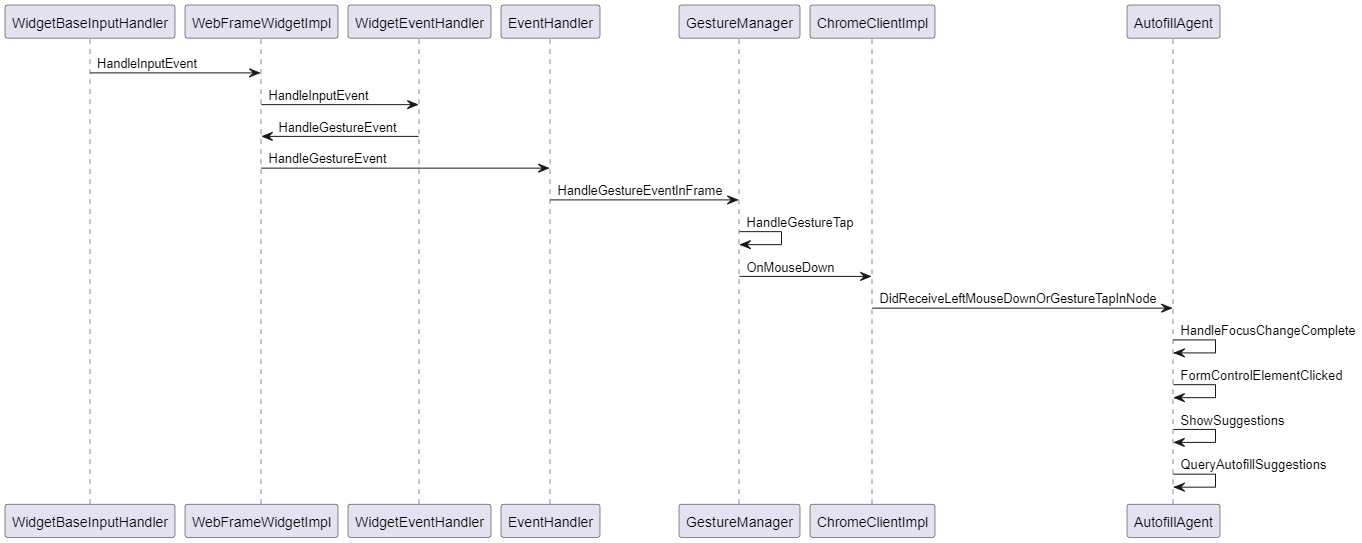 WidgetBaseInputHandler WebFrameWidgetImpl WidgetEventHandler EventHandler GestureManager ChromeClientImpl AutofillAgent
HandleInputEvent
HandleInputEvent
HandleGestureEvent
HandleGestureEvent
HandleGestureEventInFrame
HandleGestureTap
OnMouseDown
DidReceiveLeftMouseDownOrGestureTapInNode
HandleFocusChangeComplete
FormControlElementClicked
ShowSuggestions
QueryAutofillSuggestions
WidgetBaseInputHandler WebFrameWidgetImpl WidgetEventHandler EventHandler GestureManager ChromeClientImpl AutofillAgent